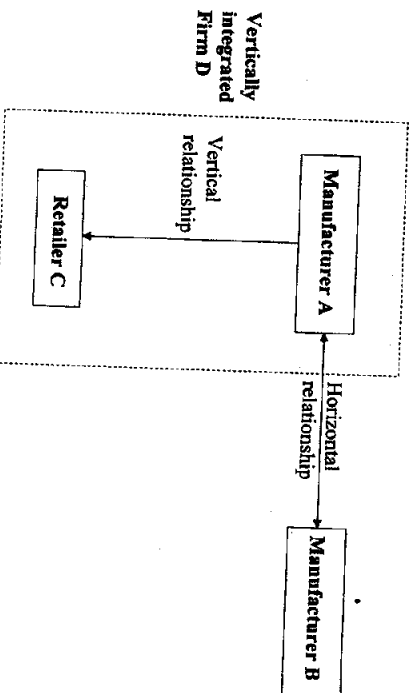 Vertically
integrated
Firm D
Manufacturer A
Horizontal
relationship
Manufacturer B
Vertical
relationship
Retailer C